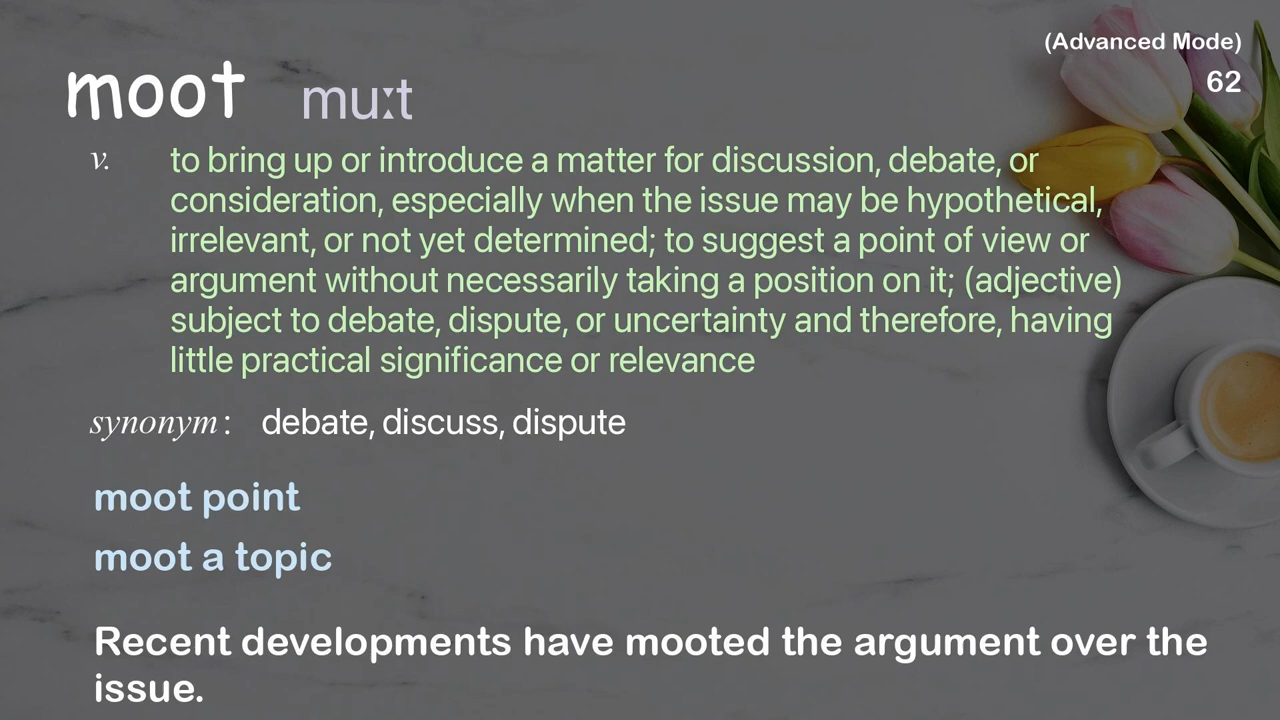 (Advanced Mode)
moot muːt
62
v. to bring up or introduce a matter for discussion, debate, or
consideration, especially when the issue may be hypothetical,
irrelevant, or not yet determined; to suggest a point of view or
argument without necessarily taking a position on it; (adjective)
subject to debate, dispute, or uncertainty and therefore, having
little practical significance or relevance
synonym: debate, discuss, dispute
moot point
moot a topic
Recent developments have mooted the argument over the
issue.